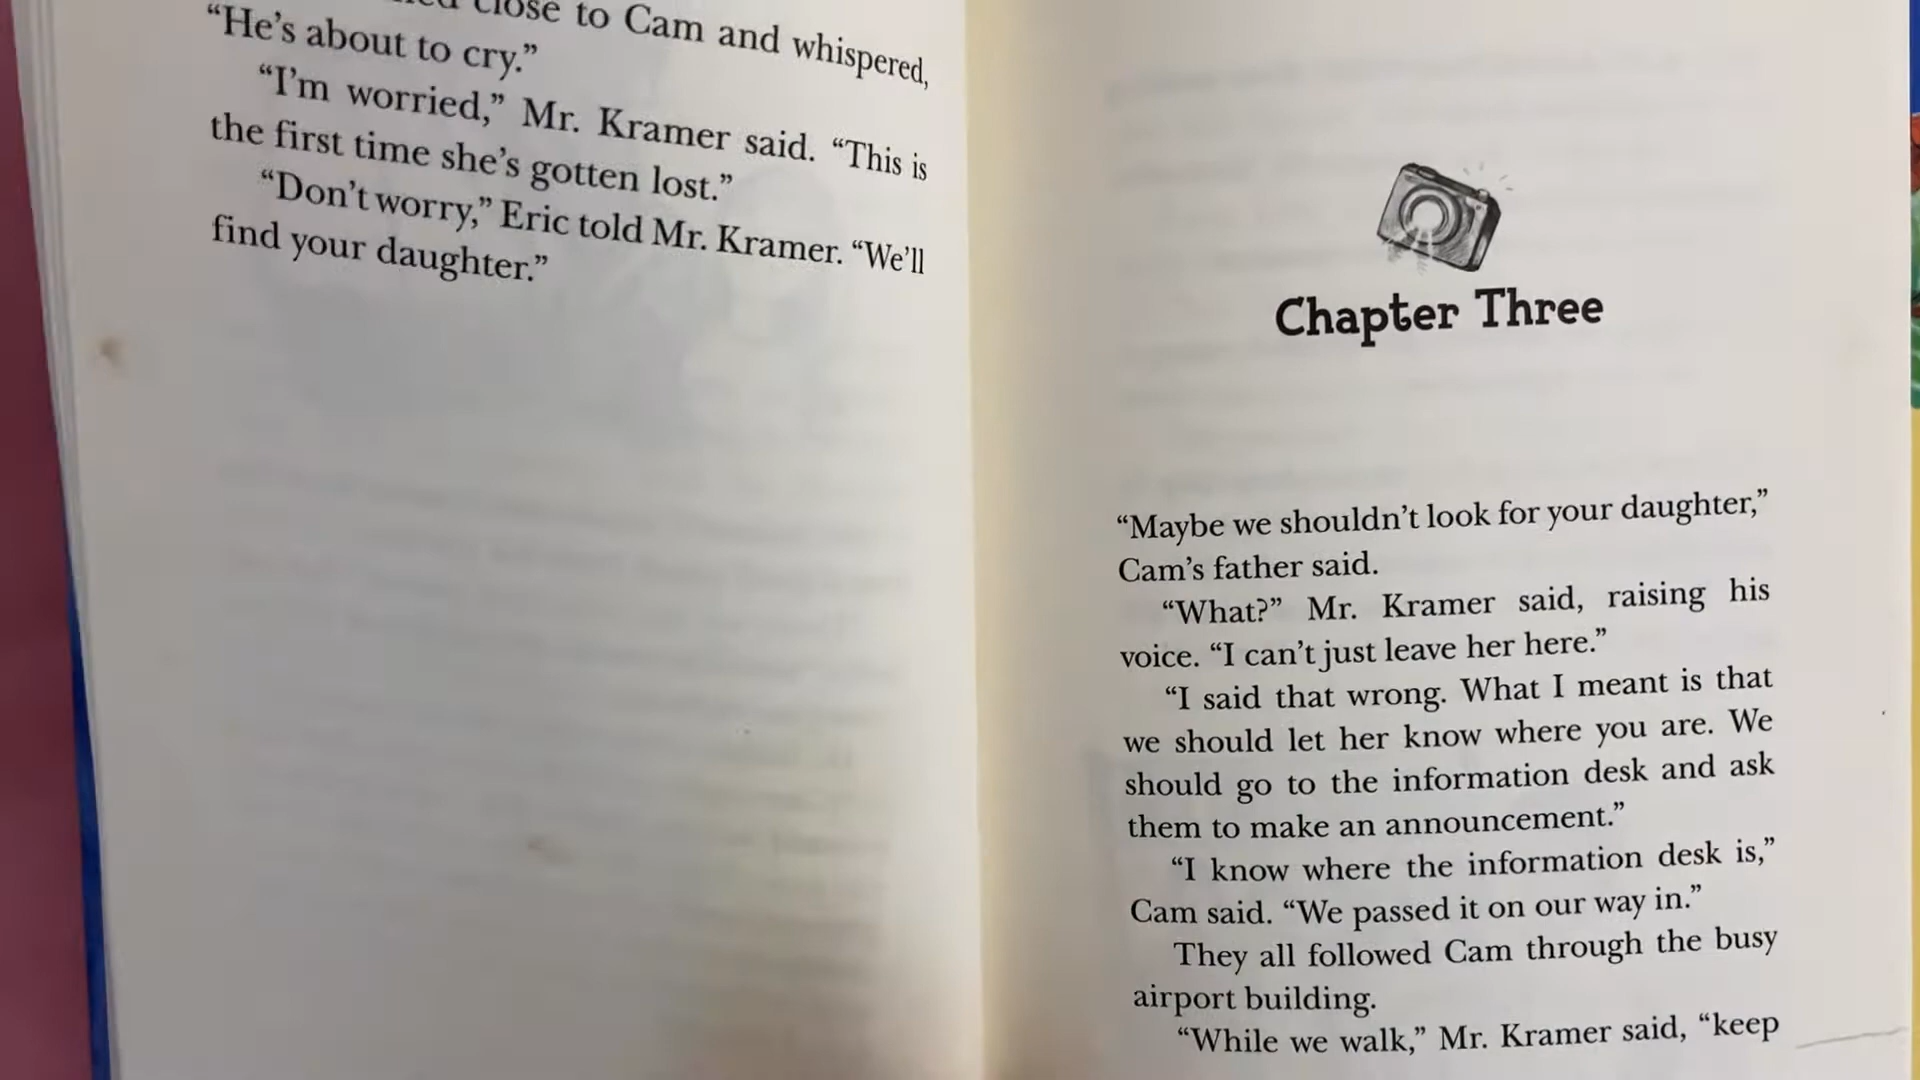 close to Cam and whispered,
“He’s about to cry.”
“I’m worried,” Mr. Kramer said. “This is
the first time she’s gotten lost.”
“Don’t worry,” Eric told Mr. Kramer. “We’ll
find your daughter.”
Chapter Three
“Maybe we shouldn’t look for your daughter,”
Cam’s father said.
“What?” Mr. Kramer said, raising his
voice. “I can’t just leave her here.”
“I said that wrong. What I meant is that
we should let her know where you are. We
should go to the information desk and ask
them to make an announcement.”
“I know where the information desk is,”
Cam said. “We passed it on our way in.”
They all followed Cam through the busy
airport building.
“While we walk,” Mr. Kramer said, “keep